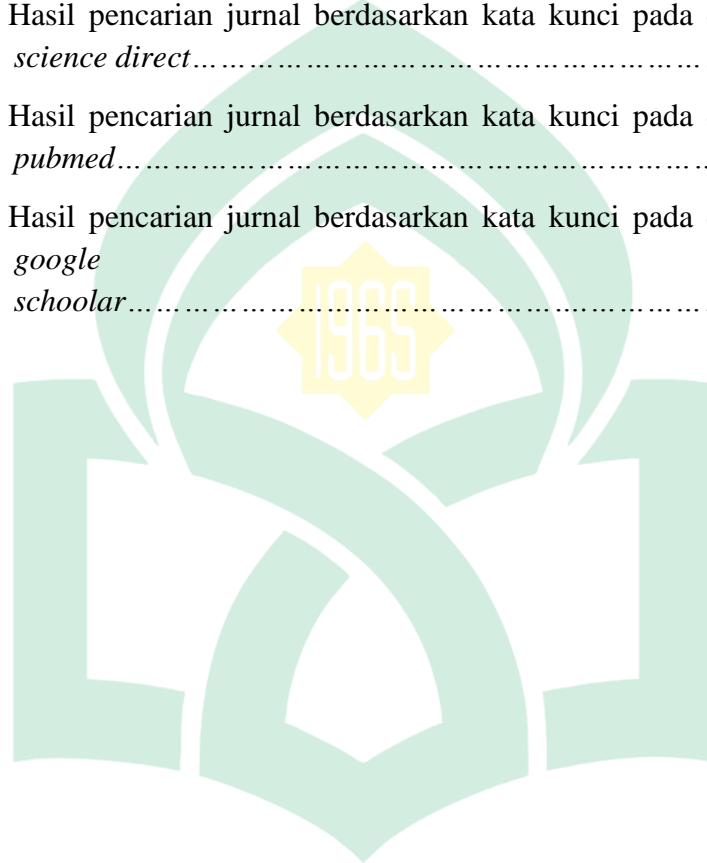 Hasil pencarian jurnal berdasarkan kata kunci pada
science direct……………………………………………
Hasil pencarian jurnal berdasarkan kata kunci pada
pubmed……………………………………….………………..
Hasil pencarian jurnal berdasarkan kata kunci pada
google
schoolar……………………………………….…………..
1965